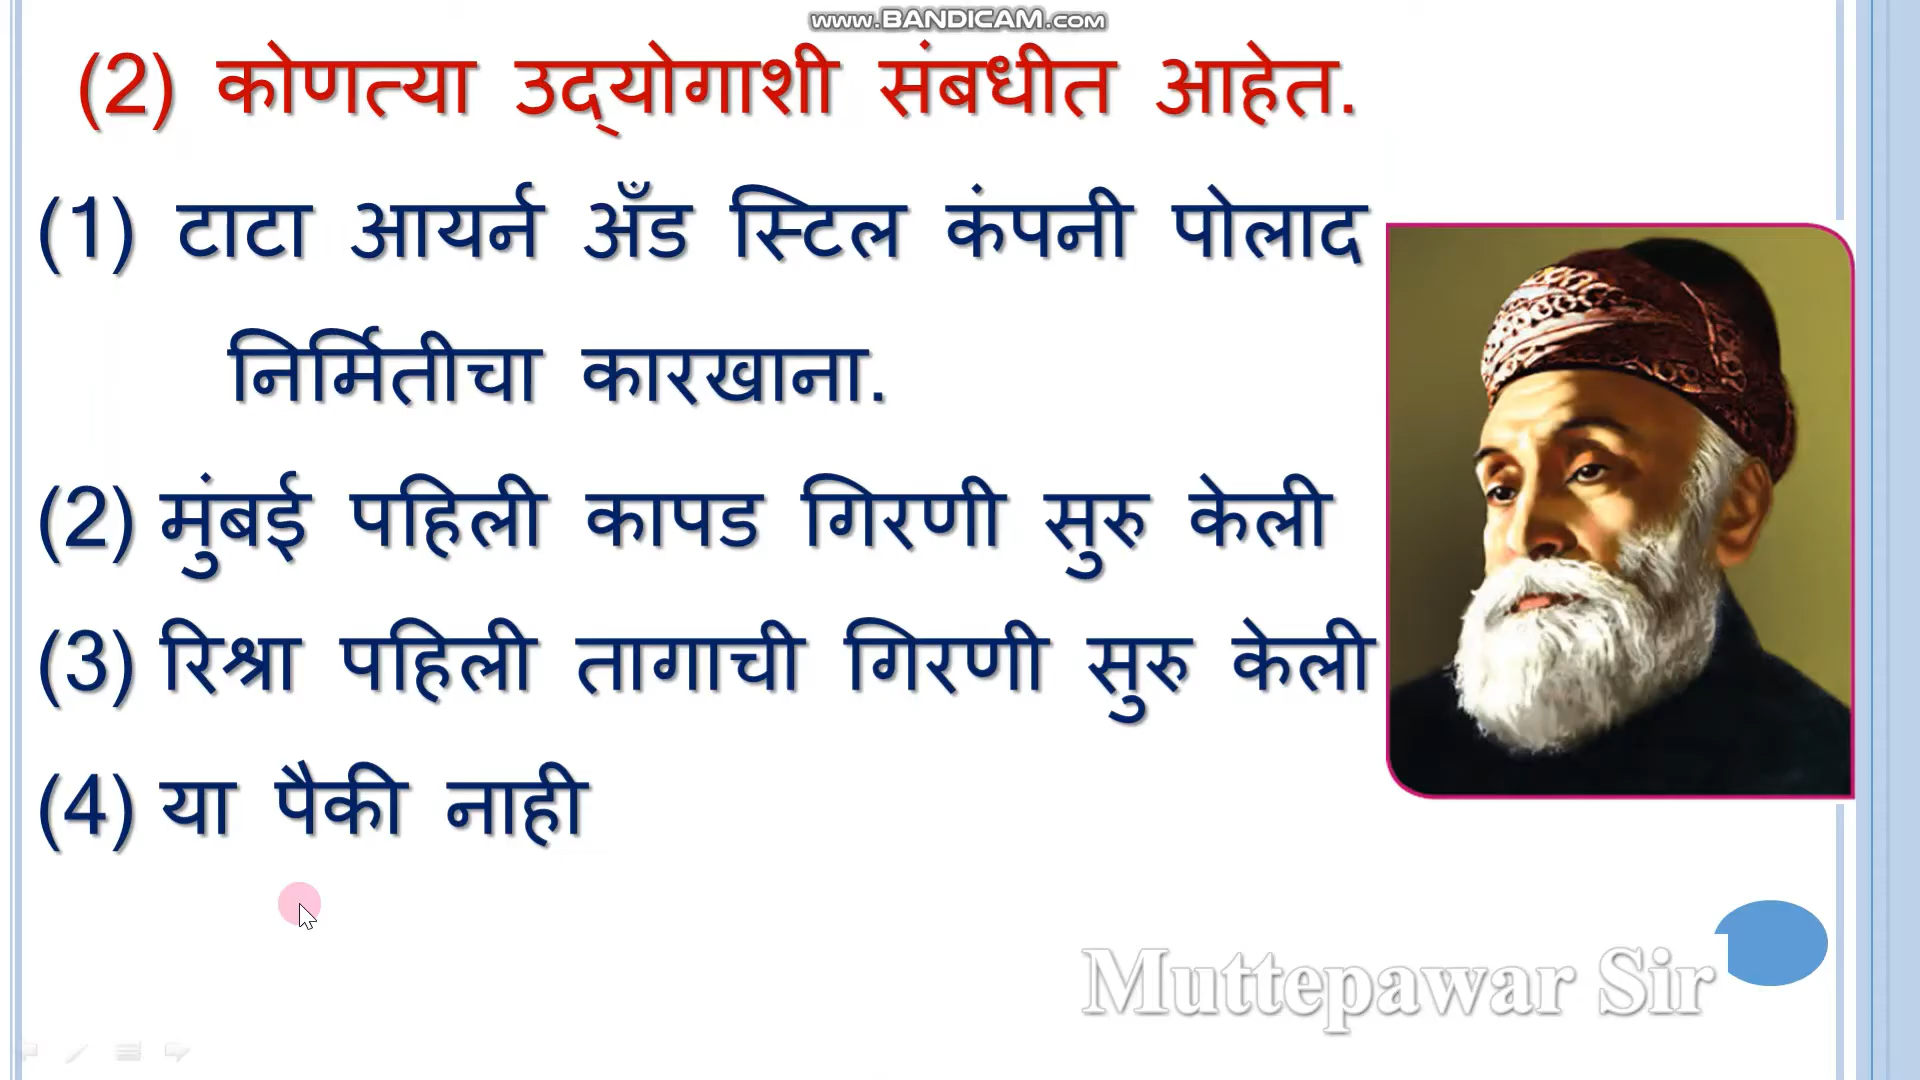 www.BANDICAM.com
(2) कोणत्या उद्‌योगाशी संबधीत आहेत.
(1) टाटा आयर्न अँड स्टिल कंपनी पोलाद
निर्मितीचा कारखाना.
(2) मुंबई पहिली कापड गिरणी सुरु केली
(3) रिश्रा पहिली तागाची गिरणी सुरु केली
(4) या पैकी नाही
Muttepawar Sir